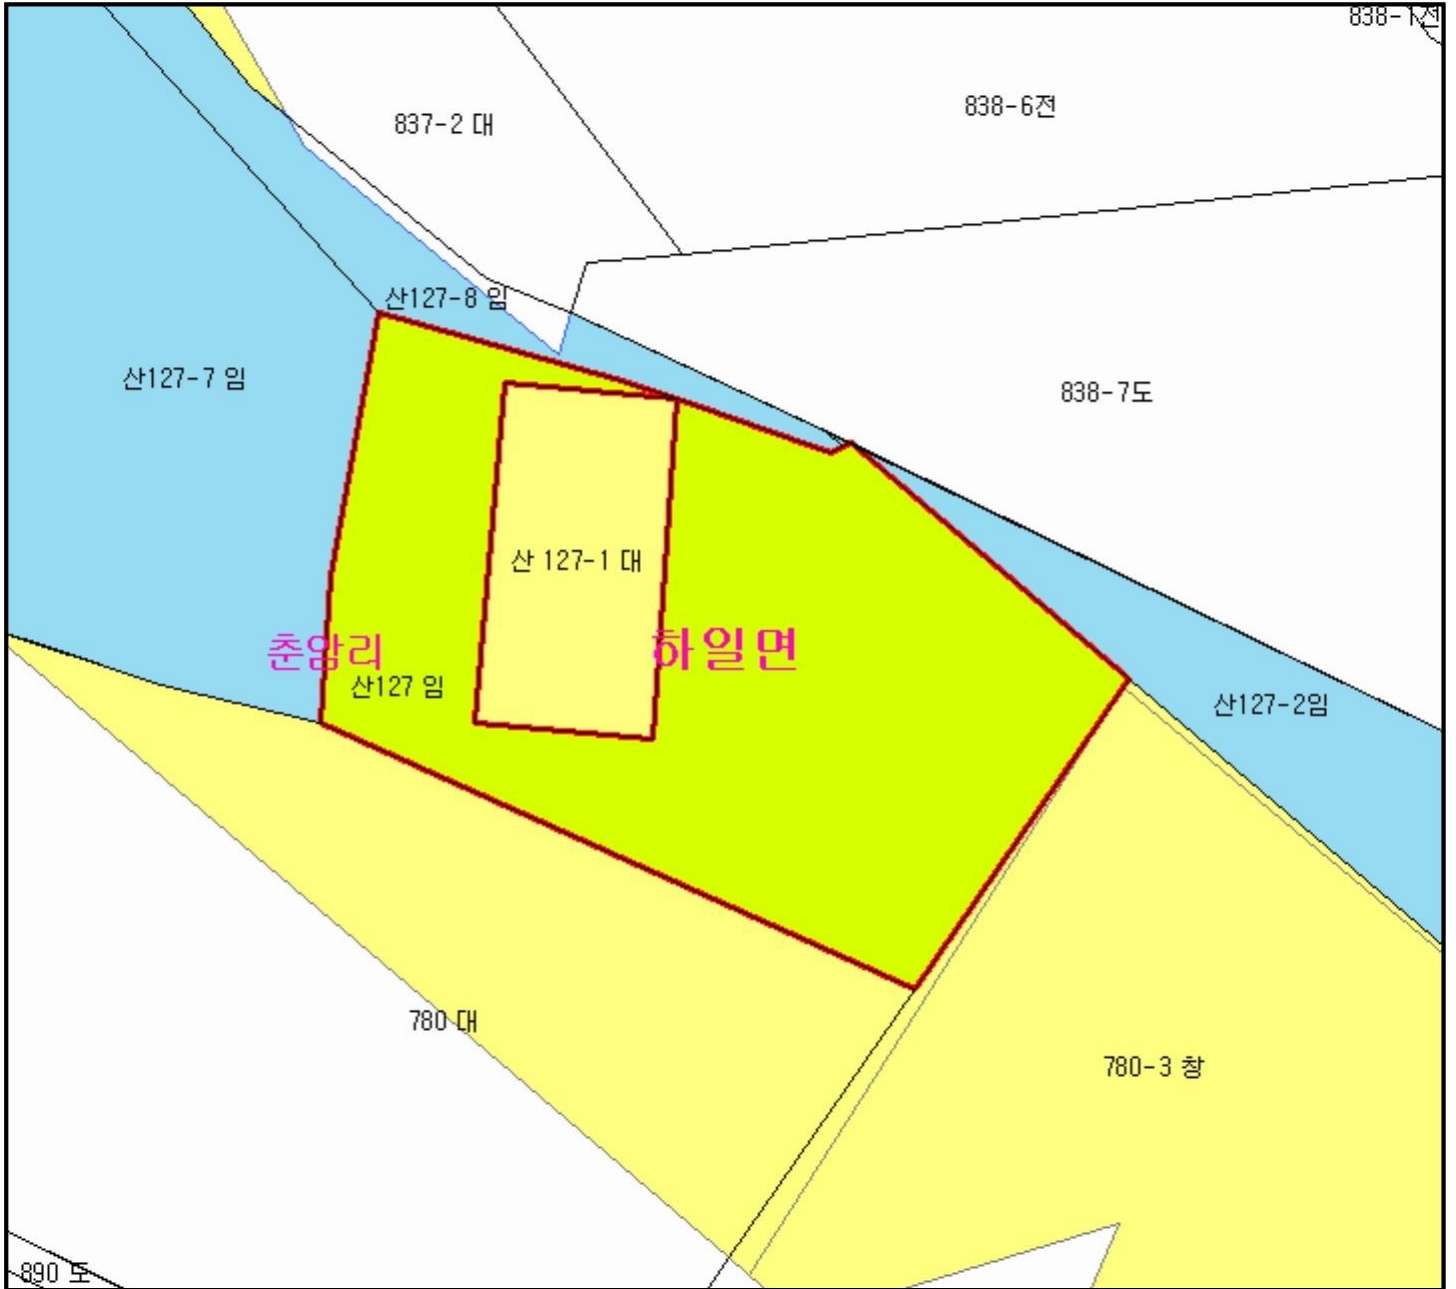 838-1전
838-6전
837-2 대
산127-8 임
산127-7 임
838-7도
산 127-1 대
춘암리
하일면
산127 임
산127-2임
780 대
780-3 창
890 도